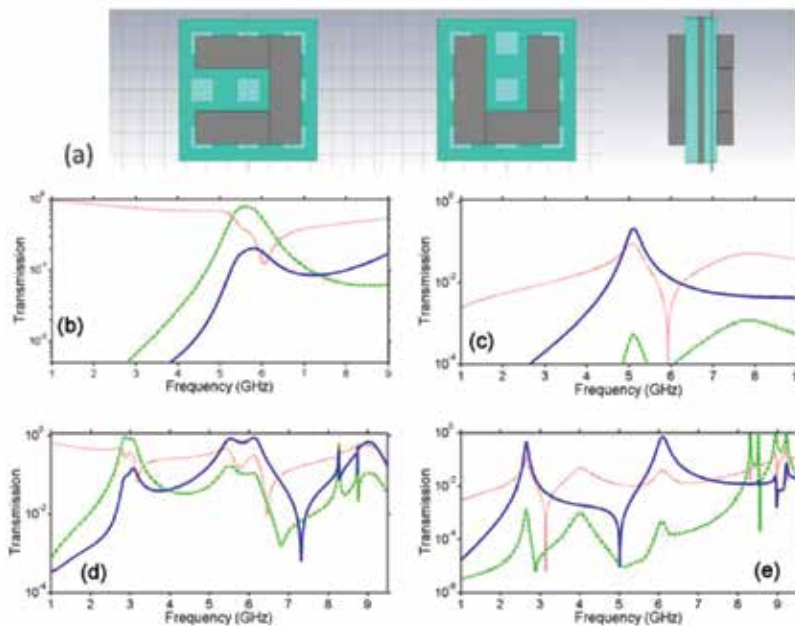 (a)
Transmission
10⁰
10⁻¹
(b)
1 2 3 4 5 6 7 8 9
Frequency (GHz)
Transmission
10⁰
10⁻²
10⁻⁴
(c)
1 2 3 4 5 6 7 8 9
Frequency (GHz)
Transmission
10⁰
10⁻²
10⁻⁴
(d)
1 2 3 4 5 6 7 8 9
Frequency (GHz)
Transmission
10⁰
10⁻²
10⁻⁴
(e)
1 2 3 4 5 6 7 8 9
Frequency (GHz)